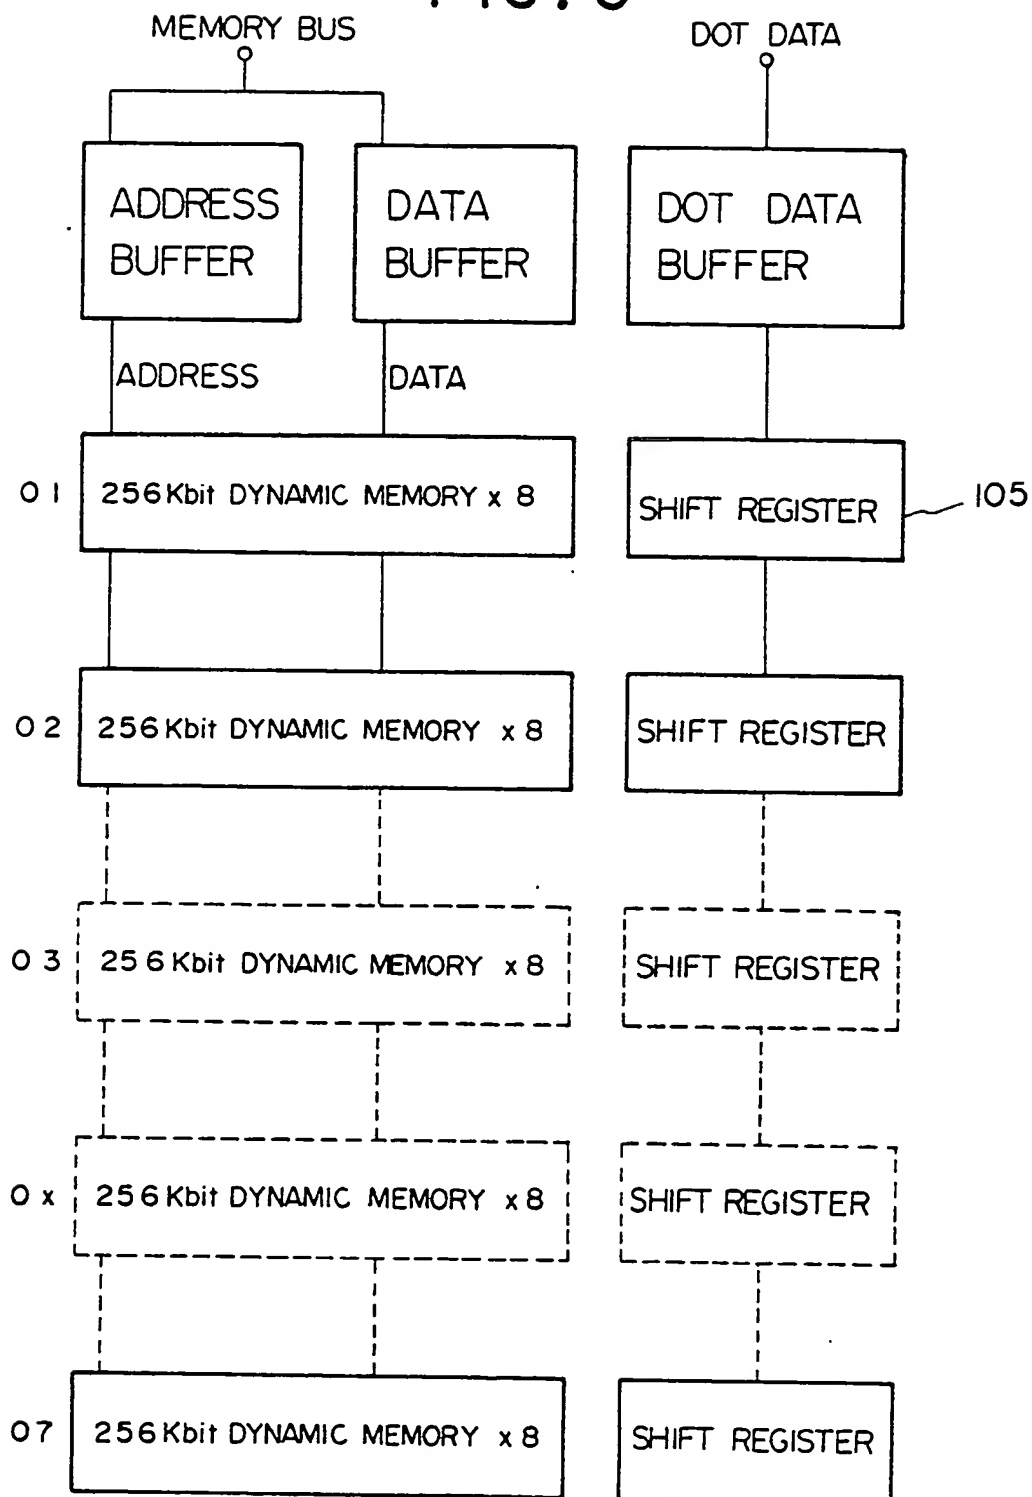 MEMORY BUS
DOT DATA
ADDRESS
BUFFER
DATA
BUFFER
DOT DATA
BUFFER
ADDRESS
DATA
01
256Kbit DYNAMIC MEMORY x 8
SHIFT REGISTER
105
02
256Kbit DYNAMIC MEMORY x 8
SHIFT REGISTER
03
256Kbit DYNAMIC MEMORY x8
SHIFT REGISTER
0x
256Kbit DYNAMIC MEMORY x8
SHIFT REGISTER
07
256Kbit DYNAMIC MEMORY x 8
SHIFT REGISTER